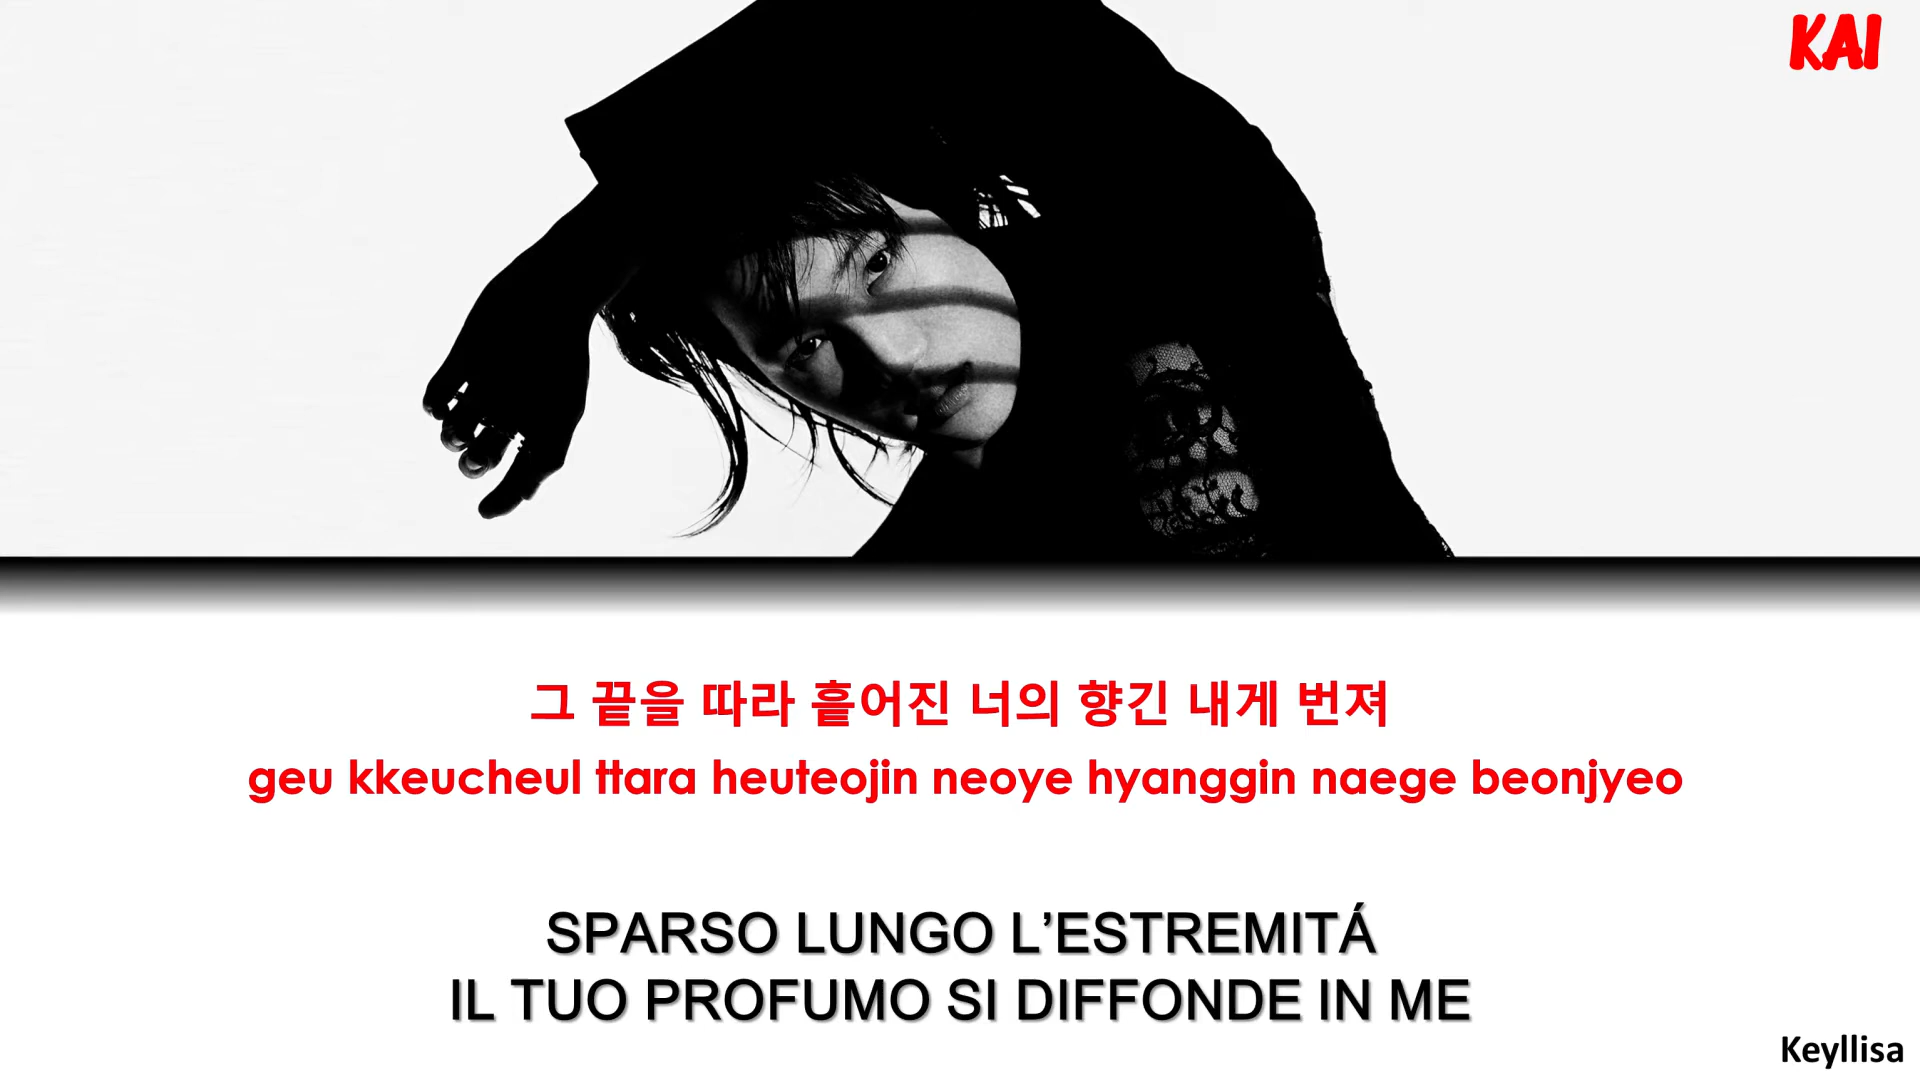 KAI
그 끝을 따라 흩어진 너의 향긴 내게 번져
geu kkeucheul ttara heuteojin neoye hyanggin naege beonjyeo
SPARSO LUNGO L’ESTREMITÁ
IL TUO PROFUMO SI DIFFONDE IN ME
Keyllisa